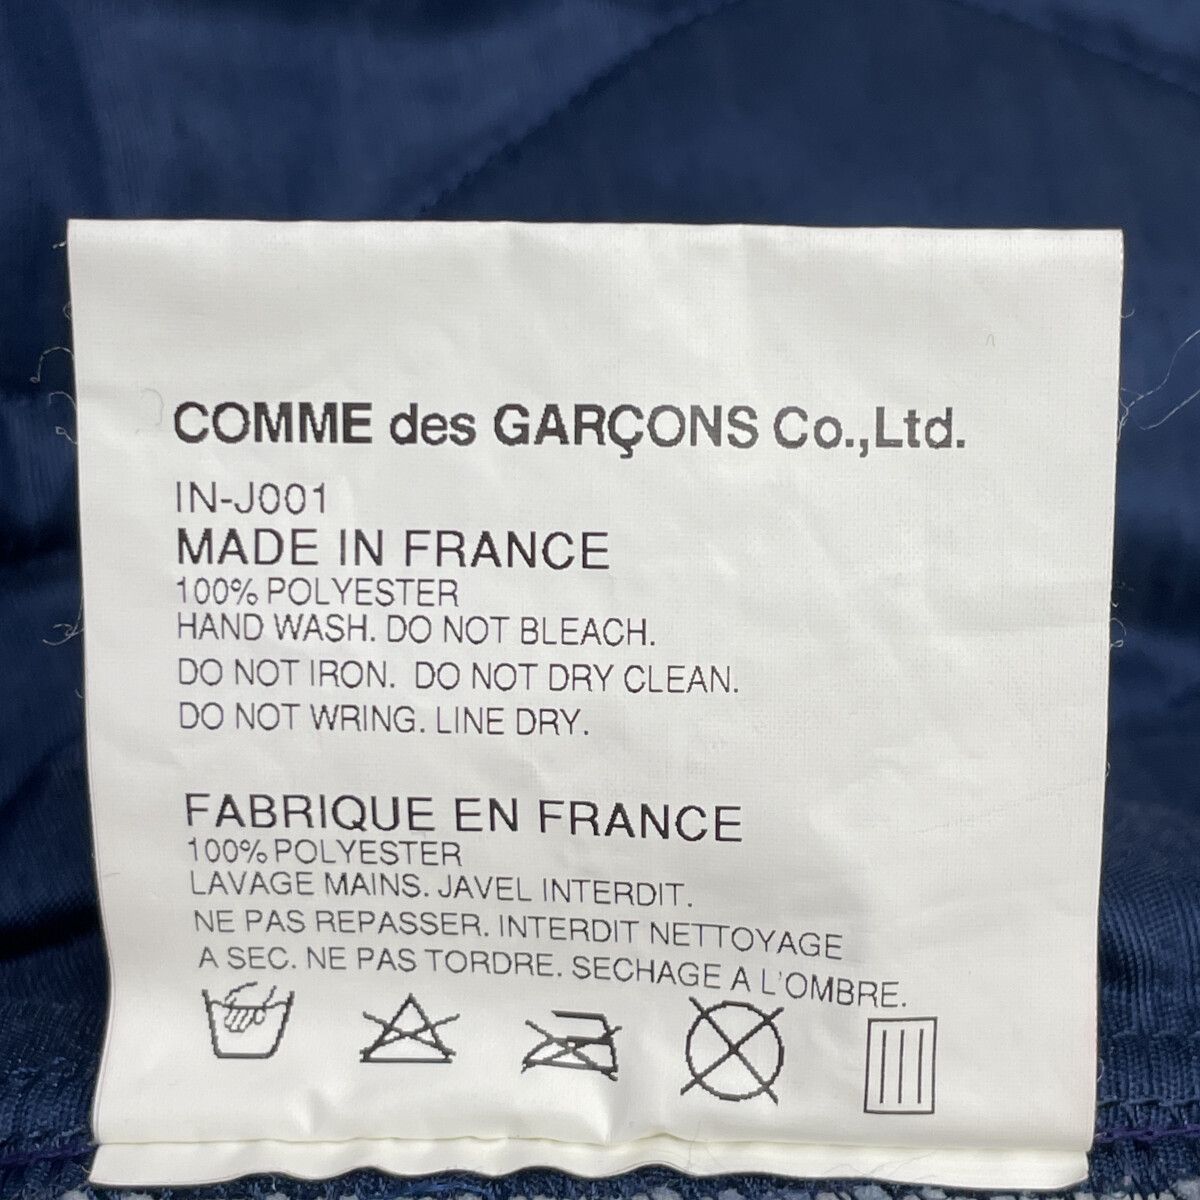 COMME des GARÇONS Co.,Ltd.
IN-J001
MADE IN FRANCE
100% POLYESTER
HAND WASH. DO NOT BLEACH.
DO NOT IRON. DO NOT DRY CLEAN.
DO NOT WRING. LINE DRY.
FABRIQUE EN FRANCE
100% POLYESTER
LAVAGE MAINS. JAVEL INTERDIT.
NE PAS REPASSER. INTERDIT NETTOYAGE
A SEC. NE PAS TORDRE. SECHAGE A L'OMBRE.